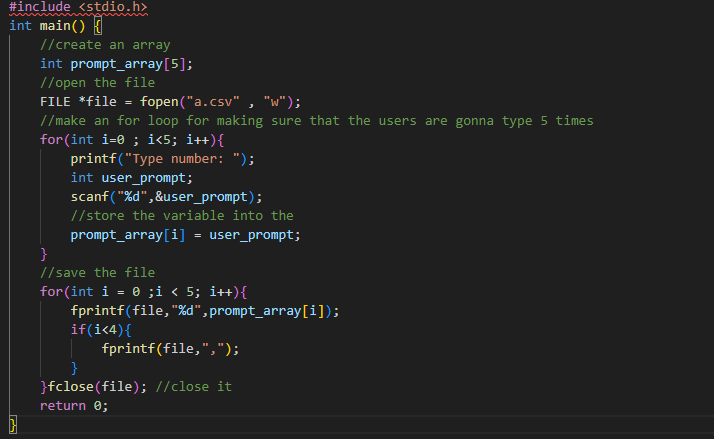 #include <stdio.h>
int main() {
    //create an array
    int prompt_array[5];
    //open the file
    FILE *file = fopen("a.csv" , "w");
    //make an for loop for making sure that the users are gonna type 5 times
    for(int i=0 ; i<5; i++){
        printf("Type number: ");
        int user_prompt;
        scanf("%d",&user_prompt);
        //store the variable into the
        prompt_array[i] = user_prompt;
    }
    //save the file
    for(int i = 0 ;i < 5; i++){
        fprintf(file,"%d",prompt_array[i]);
        if(i<4){
            fprintf(file,",");
        }
    }fclose(file); //close it
    return 0;
}